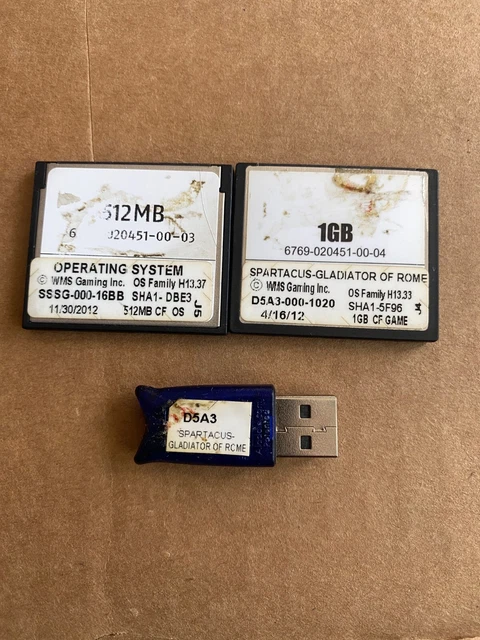 512MB
6 020451-00-03
OPERATING SYSTEM
© WMS Gaming Inc. OS Family H13.37
SSSG-000-16BB SHA1- DBE3
11/30/2012 512MB CF OS J5
1GB
6769-020451-00-04
SPARTACUS-GLADIATOR OF ROME
© WMS Gaming Inc. OS Family H13.33
D5A3-000-1020 SHA1-5F96
4/16/12 1GB CF GAME
D5A3
SPARTACUS-
GLADIATOR OF ROME